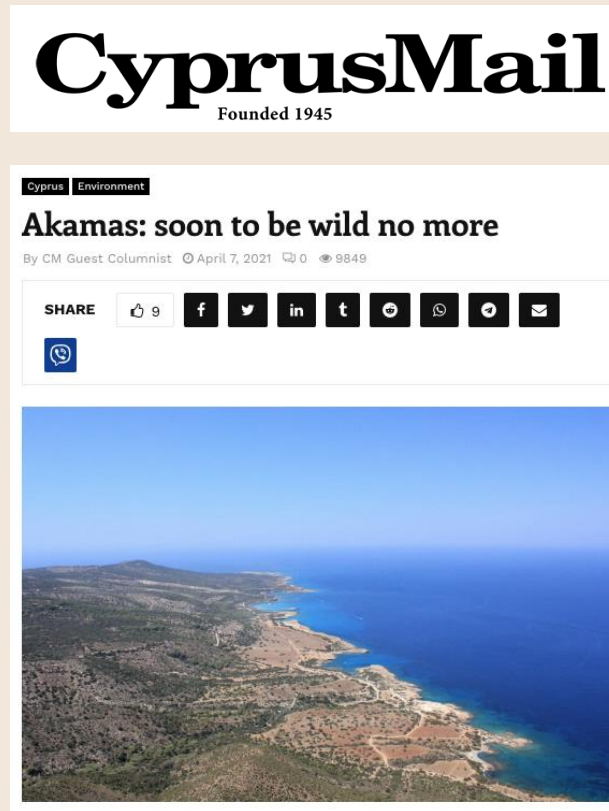 CyprusMail
Founded 1945
Cyprus Environment
Akamas: soon to be wild no more
By CM Guest Columnist April 7, 2021 0 9849
SHARE 9